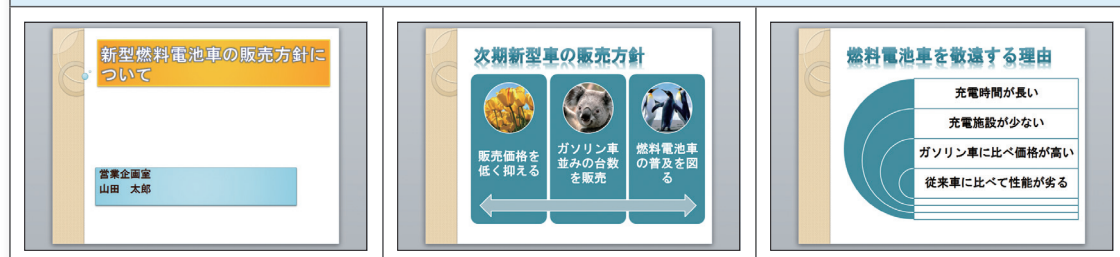 新型燃料電池車の販売方針に
ついて
営業企画室
山田　太郎
次期新型車の販売方針
販売価格を
低く抑える
ガソリン車
並みの台数
を販売
燃料電池車
の普及を図
る
燃料電池車を敬遠する理由
充電時間が長い
充電施設が少ない
ガソリン車に比べ価格が高い
従来車に比べて性能が劣る